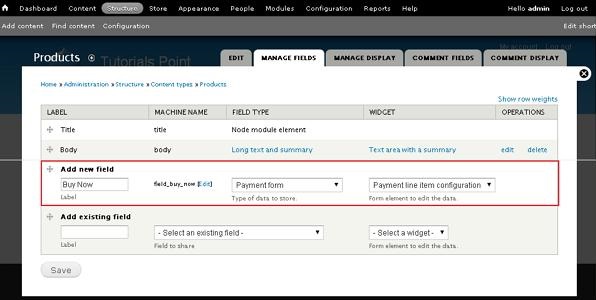 Dashboard Content Structure Store Appearance People Modules Configuration Reports Help Hello admin Log out
Add content Find content Configuration Edit short
My account Log out
Products Tutorials Point EDIT MANAGE FIELDS MANAGE DISPLAY COMMENT FIELDS COMMENT DISPLAY
Home » Administration » Structure » Content types » Products
Show row weights
LABEL MACHINE NAME FIELD TYPE WIDGET OPERATIONS
Title title Node module element
Body body Long text and summary Text area with a summary edit delete
Add new field
Buy Now field_buy_now [Edit] Payment form Payment line item configuration
Label Type of data to store. Form element to edit the data.
Add existing field
- Select an existing field - - Select a widget -
Label Field to share Form element to edit the data.
Save